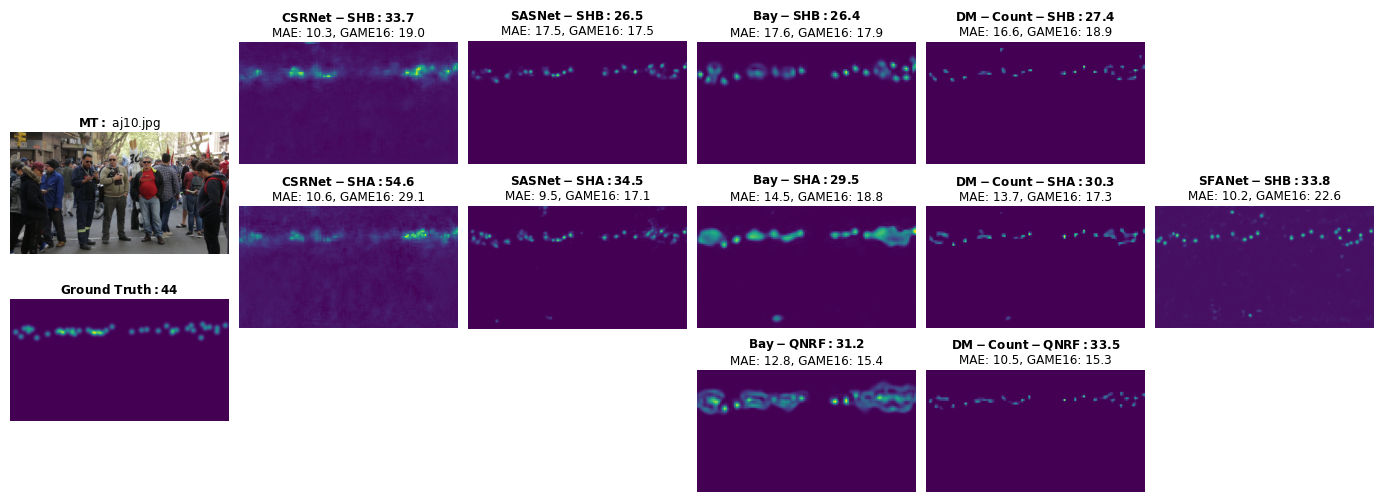 CSRNet − SHB : 33.7
MAE: 10.3, GAME16: 19.0
SASNet − SHB : 26.5
MAE: 17.5, GAME16: 17.5
Bay − SHB : 26.4
MAE: 17.6, GAME16: 17.9
DM − Count − SHB : 27.4
MAE: 16.6, GAME16: 18.9
MT : aj10.jpg
30
CSRNet − SHA : 54.6
MAE: 10.6, GAME16: 29.1
SASNet − SHA : 34.5
MAE: 9.5, GAME16: 17.1
Bay − SHA : 29.5
MAE: 14.5, GAME16: 18.8
DM − Count − SHA : 30.3
MAE: 13.7, GAME16: 17.3
SFANet − SHB : 33.8
MAE: 10.2, GAME16: 22.6
Ground Truth : 44
Bay − QNRF : 31.2
MAE: 12.8, GAME16: 15.4
DM − Count − QNRF : 33.5
MAE: 10.5, GAME16: 15.3